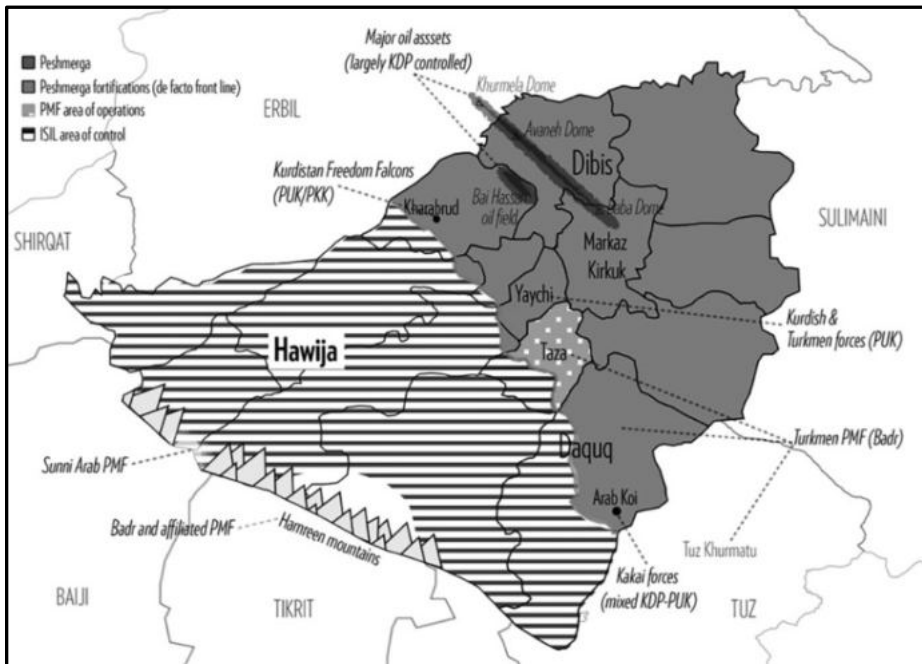 Major oil asssets
(largely KDP controlled)
Peshmerga
Peshmerga fortifications (de facto front line)
PMF area of operations
ISIL area of control
Khurmela Dome
ERBIL
Avaneh Dome
Dibis
Kurdistan Freedom Falcons
(PUK/PKK)
Bai Hassan
oil field
Kharabrud
Baba Dome
SULIMAINI
SHIRQAT
Markaz
Kirkuk
Yaychi
Kurdish &
Turkmen forces (PUK)
Hawija
Taza
Turkmen PMF (Badr)
Daquq
Sunni Arab PMF
Arab Koi
Badr and affiliated PMF
Hamreen mountains
Tuz Khurmatu
Kakai forces
(mixed KDP-PUK)
BAIJI
TIKRIT
TUZ